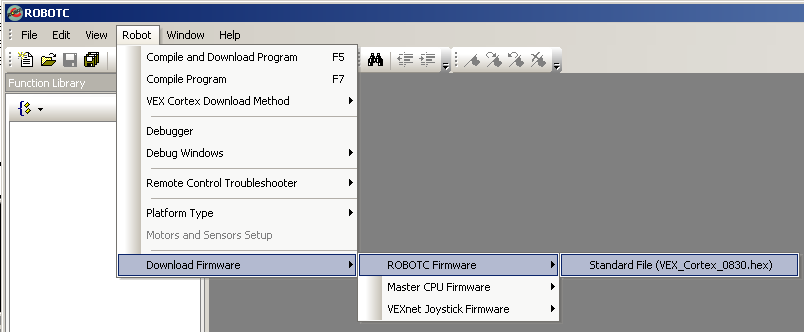 ROBOTC
File Edit View Robot Window Help
Compile and Download Program F5
Compile Program F7
Function Library
VEX Cortex Download Method
Debugger
Debug Windows
Remote Control Troubleshooter
Platform Type
Motors and Sensors Setup
Download Firmware
ROBOTC Firmware
Standard File (VEX_Cortex_0830.hex)
Master CPU Firmware
VEXnet Joystick Firmware